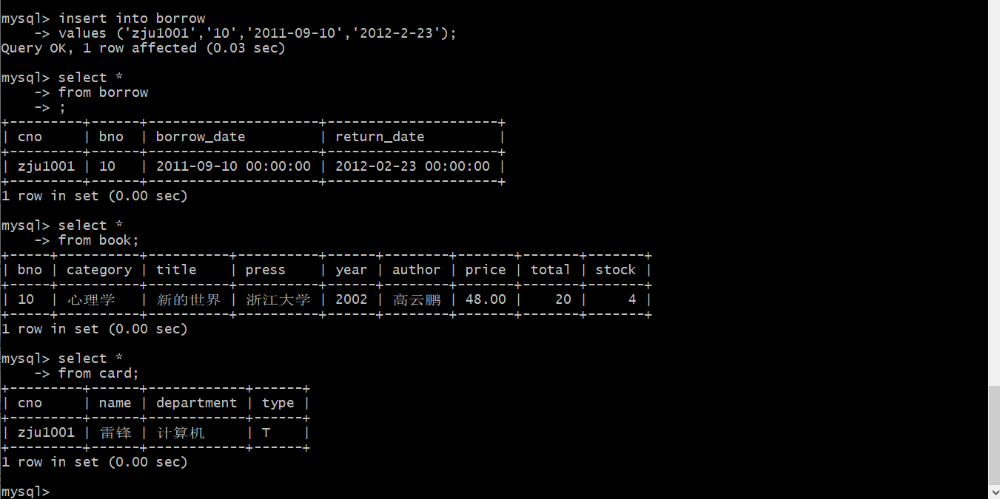 mysql> insert into borrow
    -> values ('zju1001','10','2011-09-10','2012-2-23');
Query OK, 1 row affected (0.03 sec)
mysql> select *
    -> from borrow
    -> ;
+---------+------+---------------------+---------------------+
| cno     | bno  | borrow_date         | return_date         |
+---------+------+---------------------+---------------------+
| zju1001 | 10   | 2011-09-10 00:00:00 | 2012-02-23 00:00:00 |
+---------+------+---------------------+---------------------+
1 row in set (0.00 sec)
mysql> select *
    -> from book;
+-----+----------+----------+----------+------+--------+-------+-------+-------+
| bno | category | title    | press    | year | author | price | total | stock |
+-----+----------+----------+----------+------+--------+-------+-------+-------+
| 10  | 心理学   | 新的世界 | 浙江大学 | 2002 | 高云鹏 | 48.00 |    20 |     4 |
+-----+----------+----------+----------+------+--------+-------+-------+-------+
1 row in set (0.00 sec)
mysql> select *
    -> from card;
+---------+------+------------+------+
| cno     | name | department | type |
+---------+------+------------+------+
| zju1001 | 雷锋 | 计算机     | T    |
+---------+------+------------+------+
1 row in set (0.00 sec)
mysql>